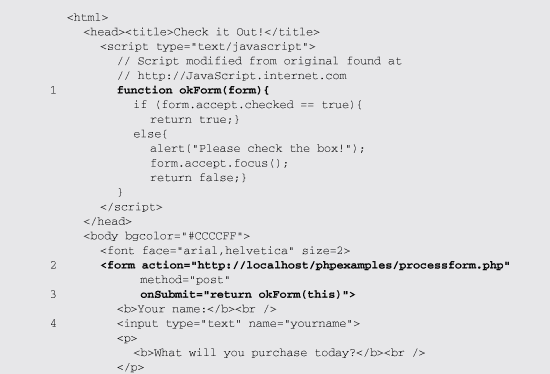 <html>
<head><title>Check it Out!</title>
<script type="text/javascript">
// Script modified from original found at
// http://JavaScript.internet.com
1 function okForm(form){
if (form.accept.checked == true){
return true;}
else{
alert("Please check the box!");
form.accept.focus();
return false;}
}
</script>
</head>
<body bgcolor="#CCCCFF">
<font face="arial,helvetica" size=2>
2 <form action="http://localhost/phpexamples/processform.php"
method="post"
3 onSubmit="return okForm(this)">
<b>Your name:</b><br />
4 <input type="text" name="yourname">
<p>
<b>What will you purchase today?</b><br />
</p>